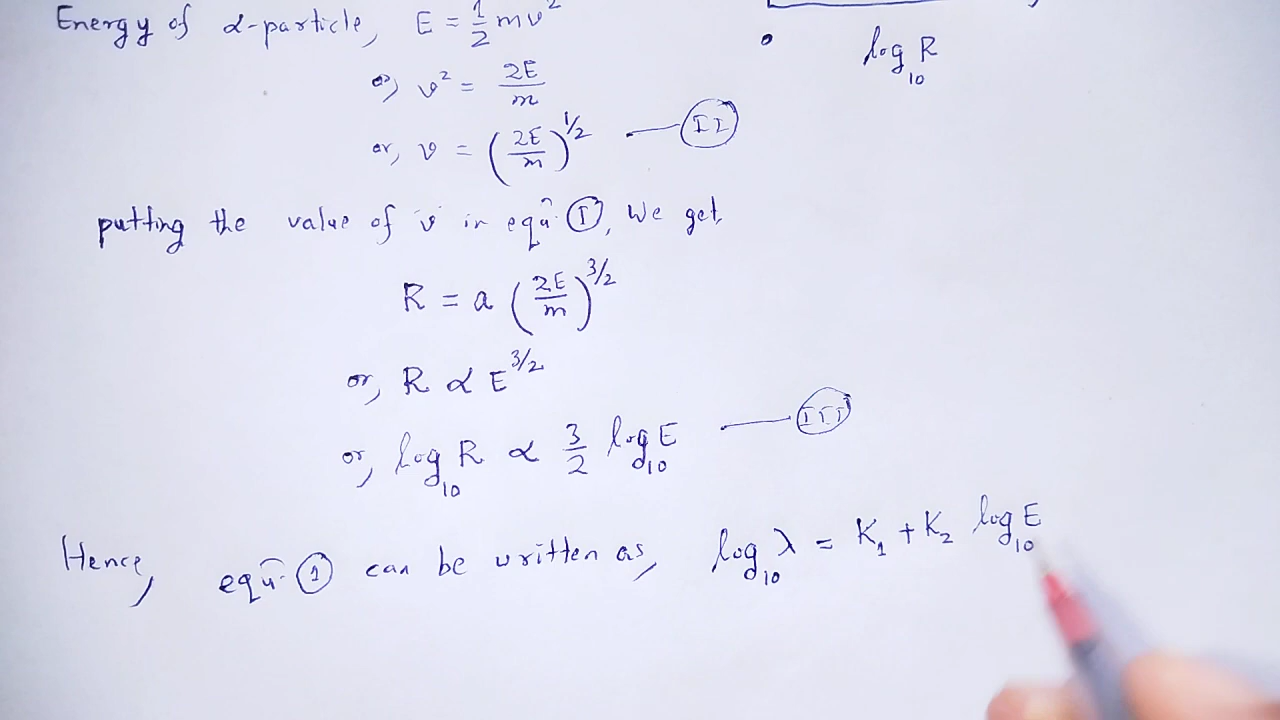 Energy of α-particle, E = 1/2 mv²
or, v² = 2E/m
log₁₀ R
or, v = (2E/m)^1/2 — II
putting the value of 'v' in equn. I, We get,
R = a (2E/m)^3/2
or, R ∝ E^3/2
or, log₁₀ R ∝ 3/2 log₁₀ E — III
Hence, equn. 1 can be written as, log₁₀ λ = K₁ + K₂ log₁₀ E